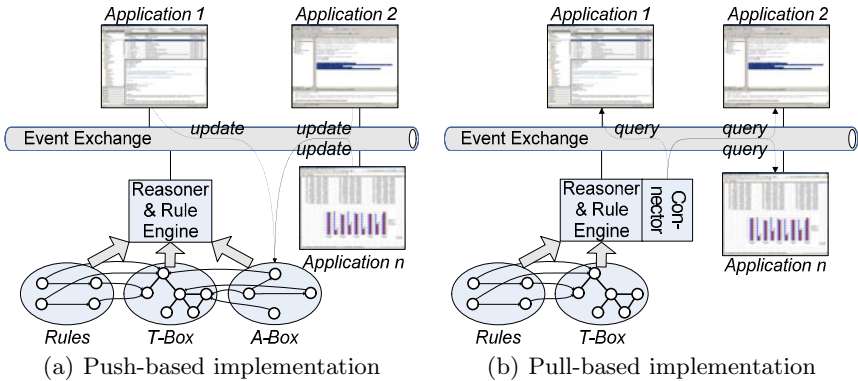 Application 1
Application 2
Event Exchange
update
update
update
Reasoner
& Rule
Engine
Application n
Rules
T-Box
A-Box
(a) Push-based implementation
Application 1
Application 2
Event Exchange
query
query
query
Reasoner
& Rule
Engine
Con-
nector
Application n
Rules
T-Box
(b) Pull-based implementation